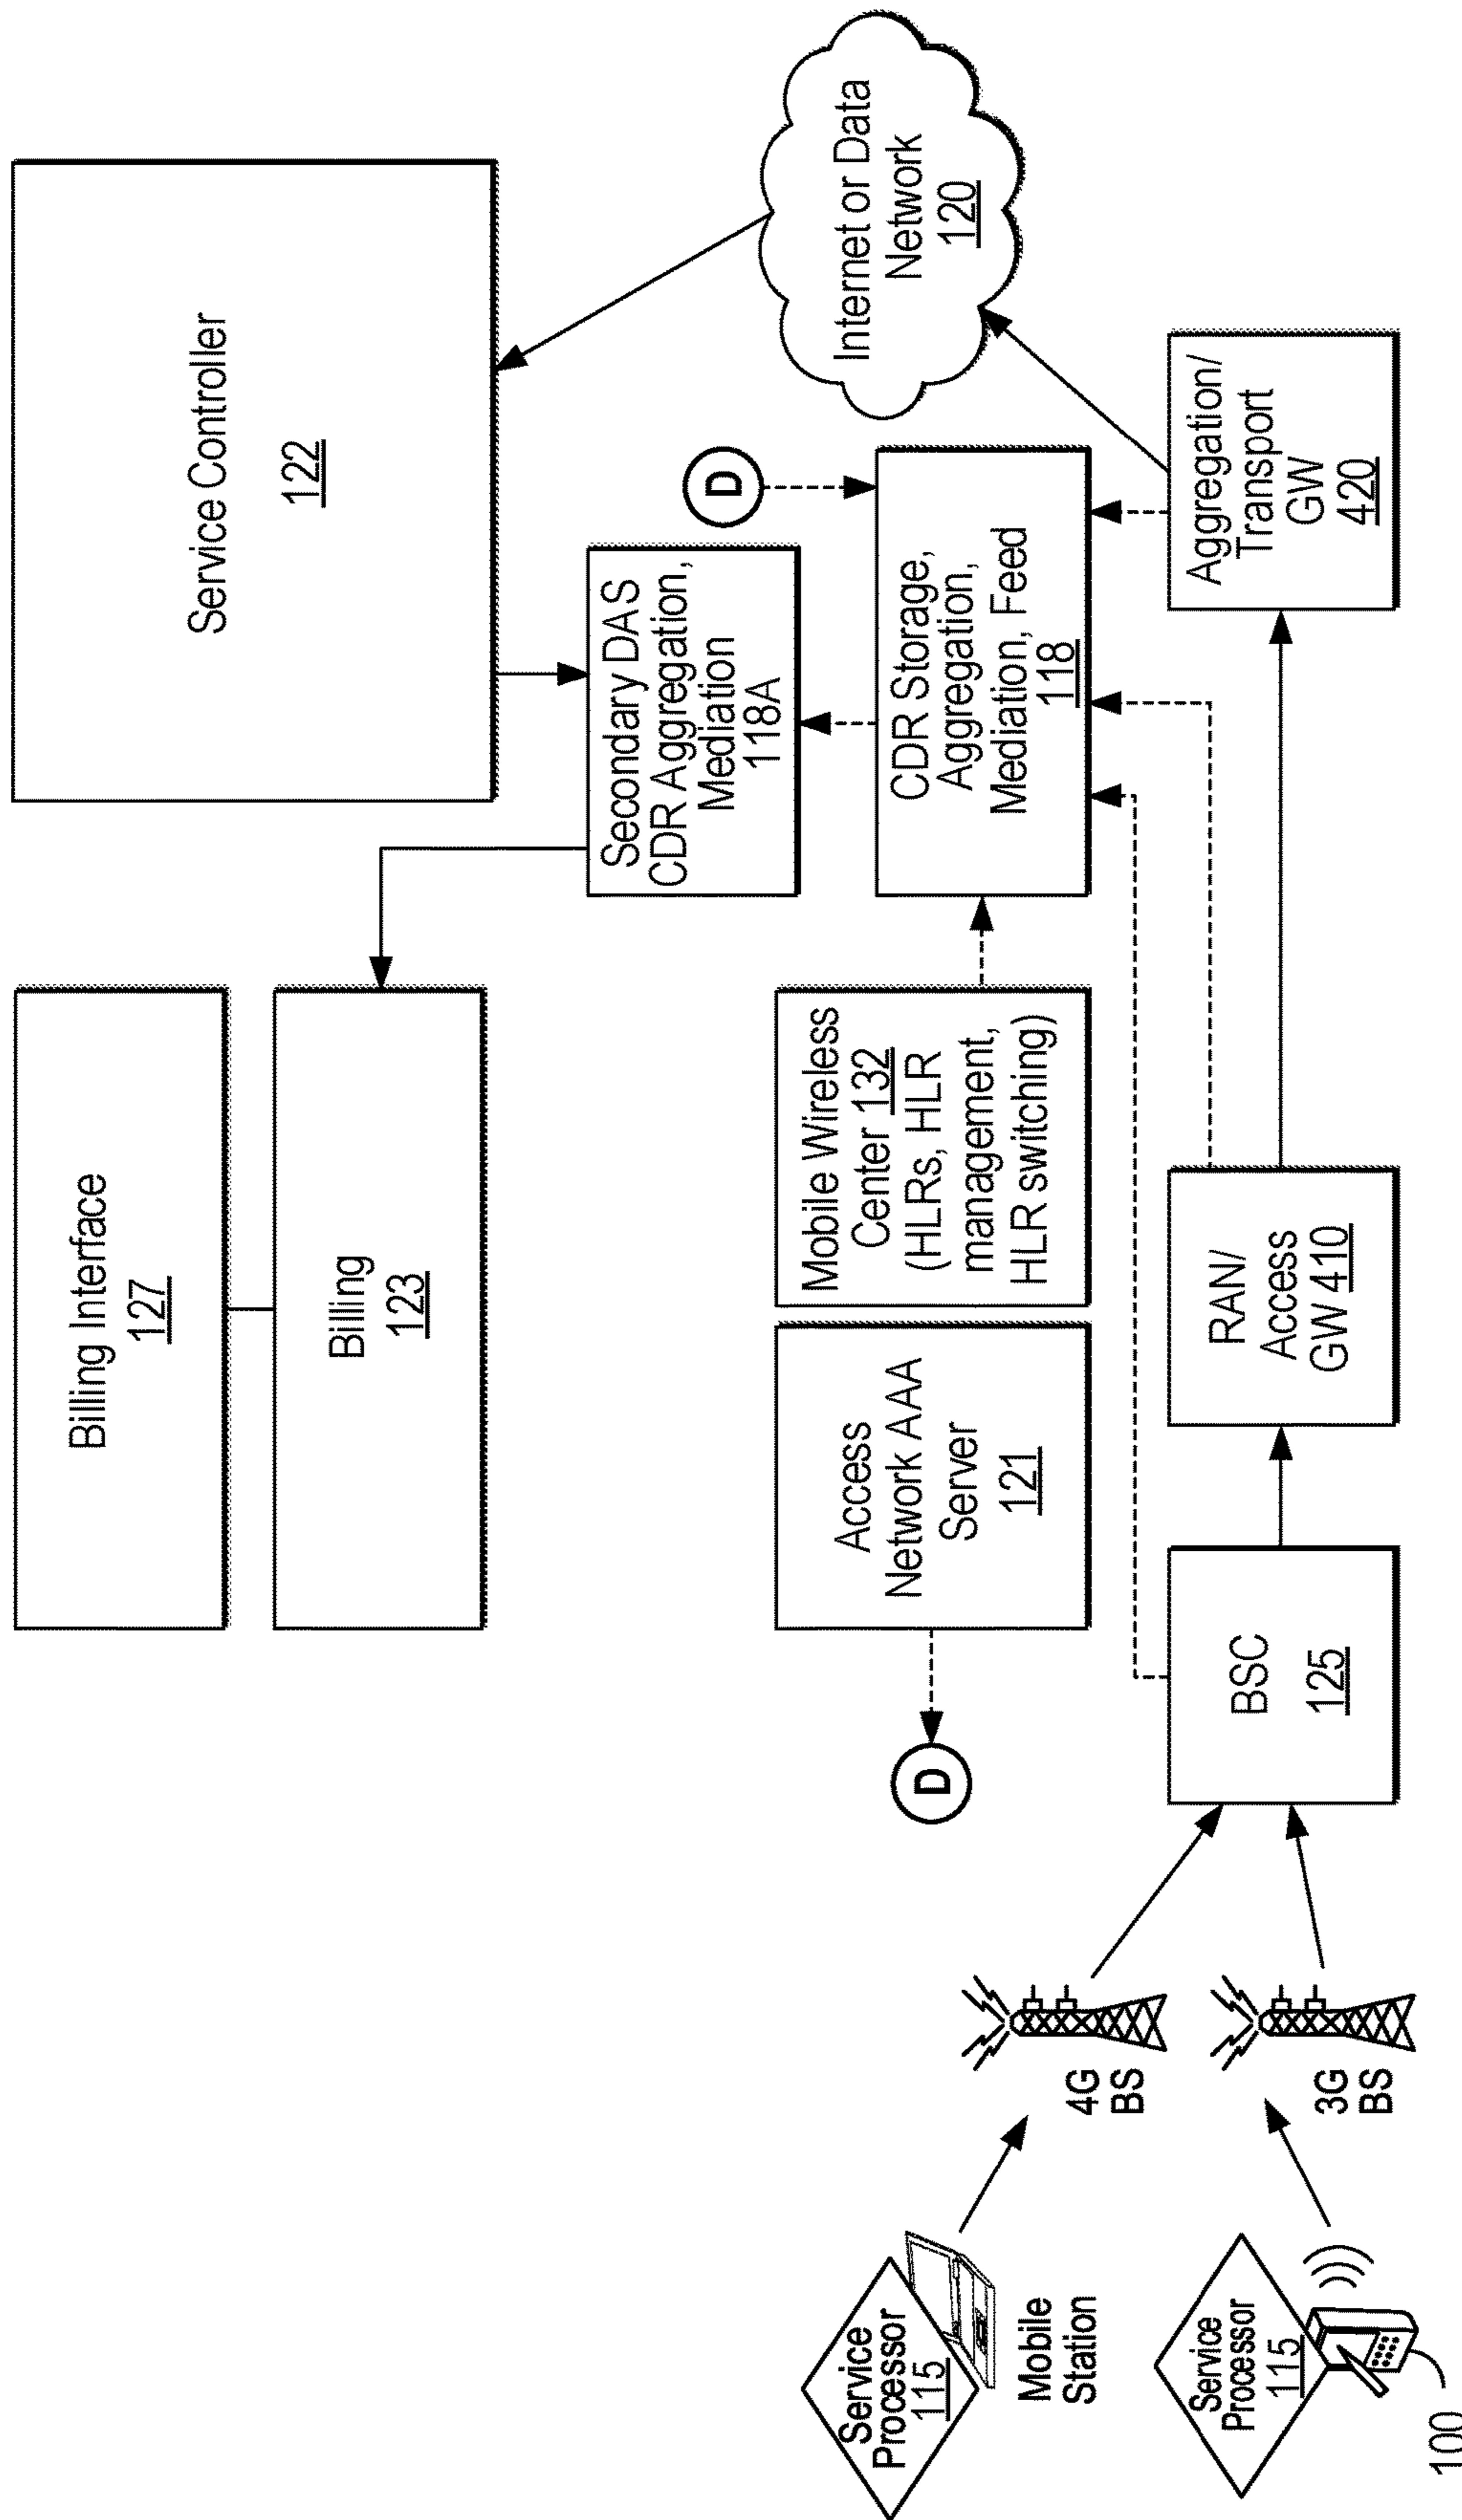 Billing Interface
127
Billing
123
Service Controller
122
Secondary DAS
CDR Aggregation,
Mediation
118A
D
Access
Network AAA
Server
121
Mobile Wireless
Center 132
(HLRs, HLR
management,
HLR switching)
CDR Storage,
Aggregation,
Mediation, Feed
118
Internet or Data
Network
120
D
Service
Processor
115
Mobile
Station
4G
BS
Service
Processor
115
100
3G
BS
BSC
125
RAN/
Access
GW 410
Aggregation/
Transport
GW
420